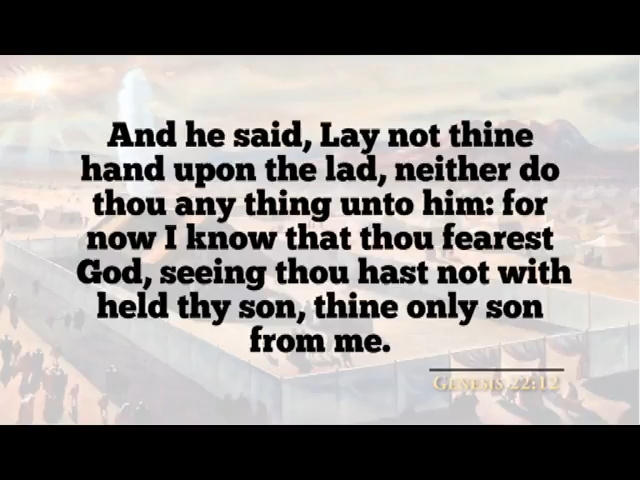 And he said, Lay not thine
hand upon the lad, neither do
thou any thing unto him: for
now I know that thou fearest
God, seeing thou hast not with
held thy son, thine only son
from me.
Genesis 22:12